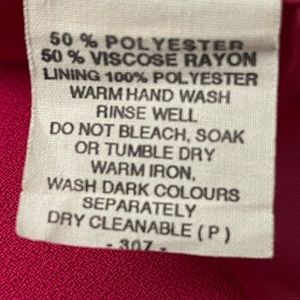 50 % POLYESTER
50 % VISCOSE RAYON
LINING 100% POLYESTER
WARM HAND WASH
RINSE WELL
DO NOT BLEACH, SOAK
OR TUMBLE DRY
WARM IRON,
WASH DARK COLOURS
SEPARATELY
DRY CLEANABLE ( P )
- 307 -